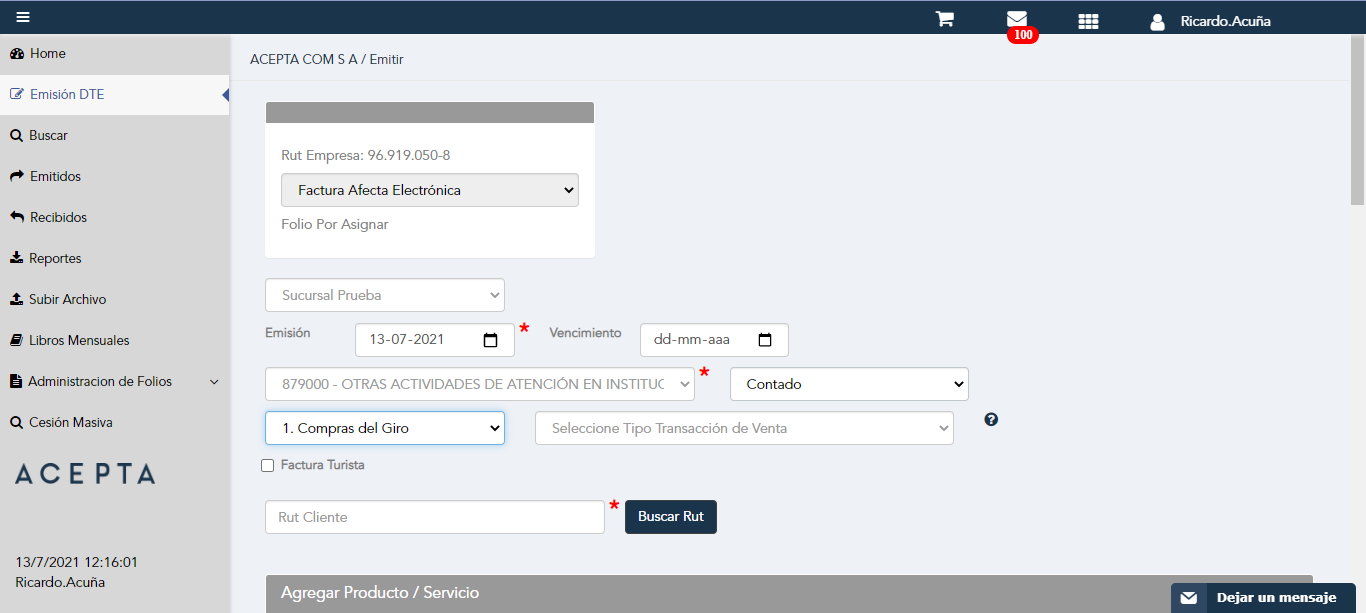 100
Ricardo.Acuña
Home
Emisión DTE
Buscar
Emitidos
Recibidos
Reportes
Subir Archivo
Libros Mensuales
Administracion de Folios
Cesión Masiva
ACEPTA
13/7/2021 12:16:01
Ricardo.Acuña
ACEPTA COM S A / Emitir
Rut Empresa: 96.919.050-8
Factura Afecta Electrónica
Folio Por Asignar
Sucursal Prueba
Emisión 13-07-2021 * Vencimiento dd-mm-aaa
879000 - OTRAS ACTIVIDADES DE ATENCIÓN EN INSTITUC * Contado
1. Compras del Giro Seleccione Tipo Transacción de Venta ?
Factura Turista
Rut Cliente * Buscar Rut
Agregar Producto / Servicio
Dejar un mensaje